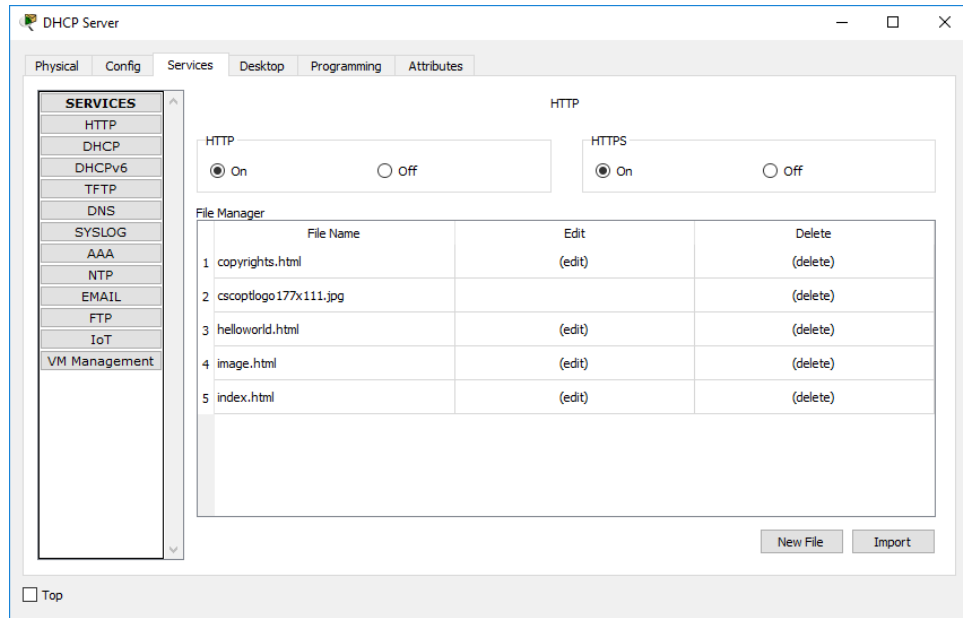 DHCP Server
Physical Config Services Desktop Programming Attributes
SERVICES
HTTP
DHCP
DHCPv6
TFTP
DNS
SYSLOG
AAA
NTP
EMAIL
FTP
IoT
VM Management
HTTP
HTTP
On Off
HTTPS
On Off
File Manager
File Name Edit Delete
1 copyrights.html (edit) (delete)
2 cscoptlogo177x111.jpg (delete)
3 helloworld.html (edit) (delete)
4 image.html (edit) (delete)
5 index.html (edit) (delete)
New File Import
Top